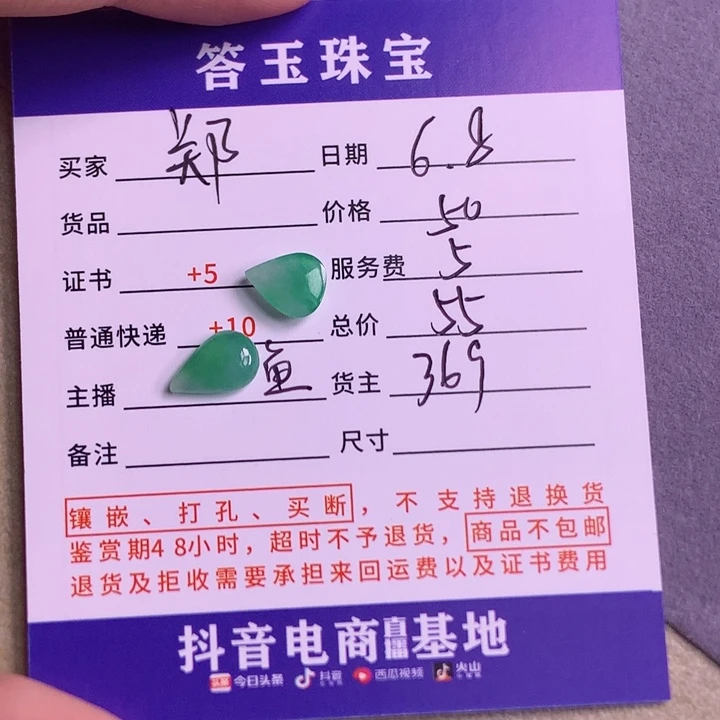 答玉珠宝
买家 郑 日期 6.8
货品 价格 50
证书 +5 服务费 5
普通快递 +10 总价 55
主播 鱼 货主 369
备注 尺寸
镶嵌、打孔、买断，不支持退换货
鉴赏期48小时，超时不予退货，商品不包邮
退货及拒收需要承担来回运费以及证书费用
抖音电商直播基地
头条 今日头条 抖音 西瓜视频 火山